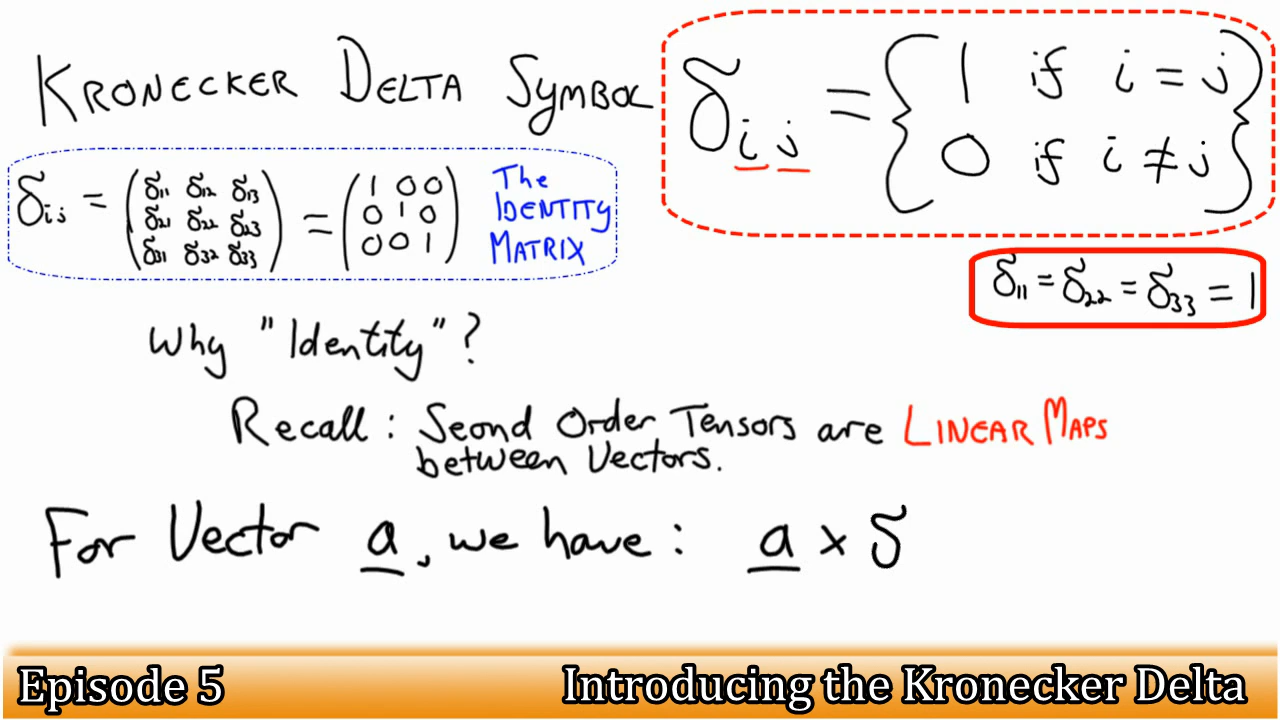 KRONECKER DELTA SYMBOL
δij = { 1 if i = j
0 if i ≠ j }
δij = ( δ11 δ12 δ13 ) = ( 1 0 0 ) The
( δ21 δ22 δ23 ) ( 0 1 0 ) IDENTITY
( δ31 δ32 δ33 ) ( 0 0 1 ) MATRIX
δ11 = δ22 = δ33 = 1
Why "Identity"?
Recall: Seond Order Tensors are LINEAR MAPS
between Vectors.
For Vector a, we have: a × δ
Episode 5 Introducing the Kronecker Delta